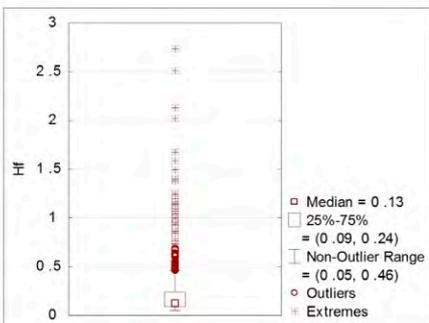 3
2 .5
2
1 .5
1
0 .5
0
Hf
Median = 0 .13
25%-75%
= (0 .09, 0 .24)
Non-Outlier Range
= (0 .05, 0 .46)
Outliers
Extremes